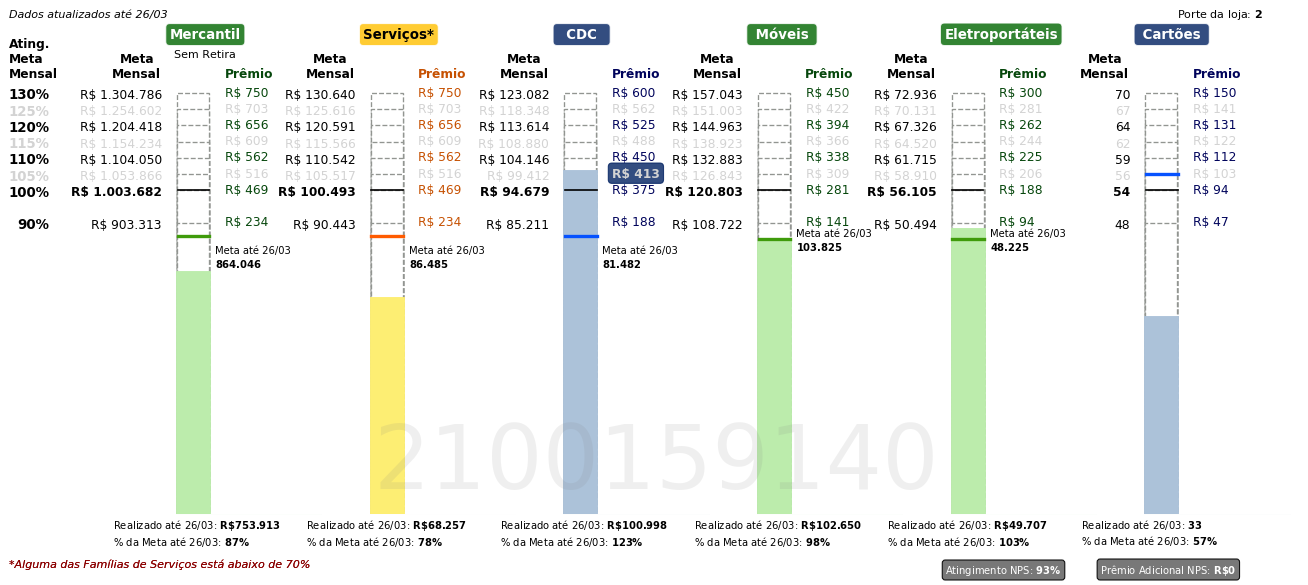 Dados atualizados até 26/03
Porte da loja: 2
Mercantil Serviços* CDC Móveis Eletroportáteis Cartões
Sem Retira
Ating. Meta Mensal
Meta Mensal Prêmio Meta Mensal Prêmio Meta Mensal Prêmio Meta Mensal Prêmio Meta Mensal Prêmio Meta Mensal Prêmio
130% R$ 1.304.786 R$ 750 R$ 130.640 R$ 750 R$ 123.082 R$ 600 R$ 157.043 R$ 450 R$ 72.936 R$ 300 70 R$ 150
125% R$ 1.254.602 R$ 703 R$ 125.616 R$ 703 R$ 118.348 R$ 562 R$ 151.003 R$ 422 R$ 70.131 R$ 281 67 R$ 141
120% R$ 1.204.418 R$ 656 R$ 120.591 R$ 656 R$ 113.614 R$ 525 R$ 144.963 R$ 394 R$ 67.326 R$ 262 64 R$ 131
115% R$ 1.154.234 R$ 609 R$ 115.566 R$ 609 R$ 108.880 R$ 488 R$ 138.923 R$ 366 R$ 64.520 R$ 244 62 R$ 122
110% R$ 1.104.050 R$ 562 R$ 110.542 R$ 562 R$ 104.146 R$ 450 R$ 132.883 R$ 338 R$ 61.715 R$ 225 59 R$ 112
105% R$ 1.053.866 R$ 516 R$ 105.517 R$ 516 R$ 99.412 R$ 413 R$ 126.843 R$ 309 R$ 58.910 R$ 206 56 R$ 103
100% R$ 1.003.682 R$ 469 R$ 100.493 R$ 469 R$ 94.679 R$ 375 R$ 120.803 R$ 281 R$ 56.105 R$ 188 54 R$ 94
90% R$ 903.313 R$ 234 R$ 90.443 R$ 234 R$ 85.211 R$ 188 R$ 108.722 R$ 141 R$ 50.494 R$ 94 48 R$ 47
Meta até 26/03
864.046
Meta até 26/03
86.485
Meta até 26/03
81.482
Meta até 26/03
103.825
Meta até 26/03
48.225
2100159140
Realizado até 26/03: R$753.913
% da Meta até 26/03: 87%
Realizado até 26/03: R$68.257
% da Meta até 26/03: 78%
Realizado até 26/03: R$100.998
% da Meta até 26/03: 123%
Realizado até 26/03: R$102.650
% da Meta até 26/03: 98%
Realizado até 26/03: R$49.707
% da Meta até 26/03: 103%
Realizado até 26/03: 33
% da Meta até 26/03: 57%
*Alguma das Famílias de Serviços está abaixo de 70%
Atingimento NPS: 93%
Prêmio Adicional NPS: R$0